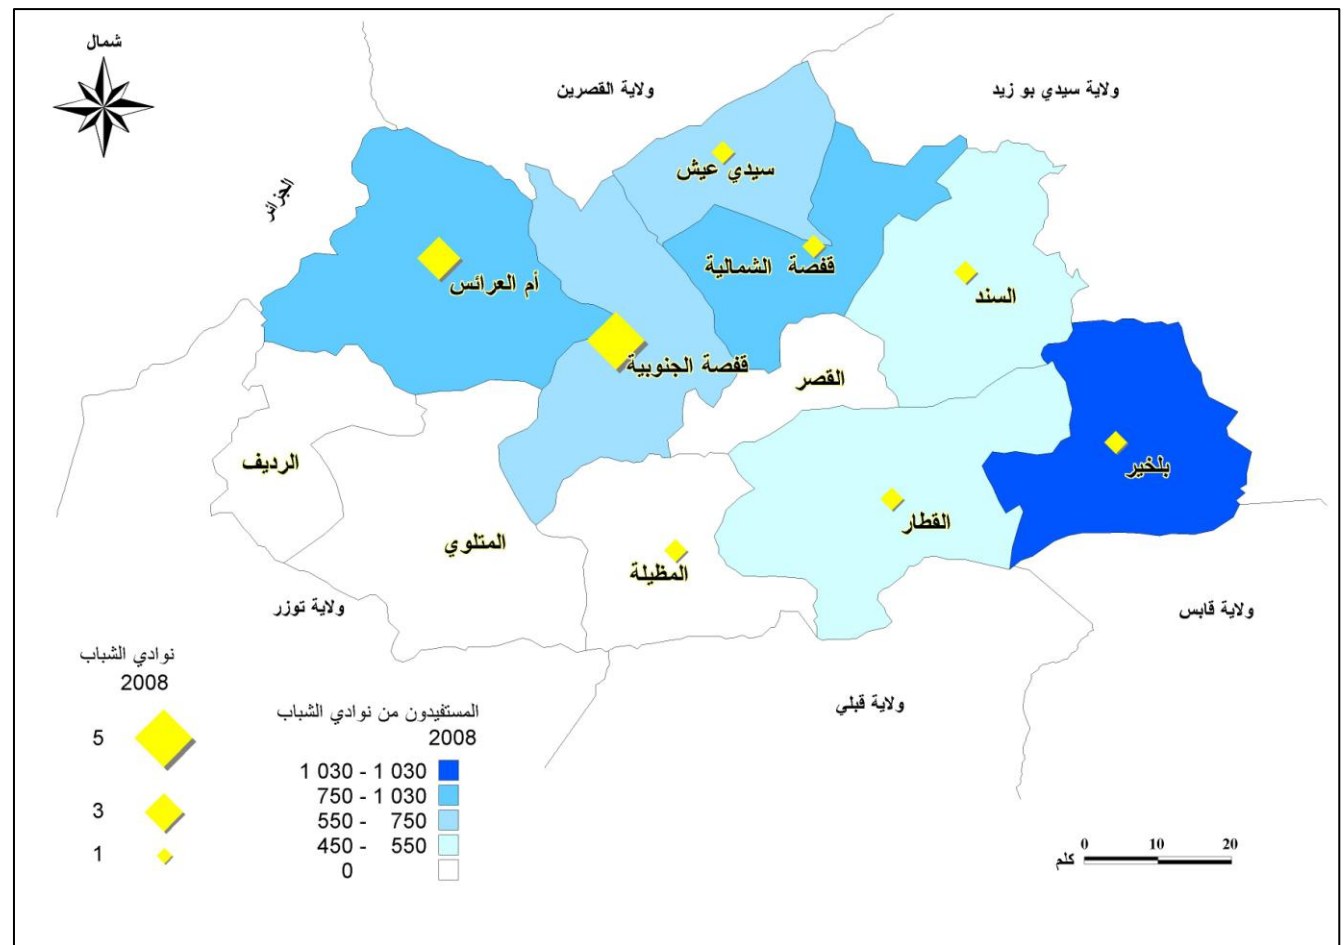 شمال
ولاية القصرين
ولاية سيدي بو زيد
الجزائر
سيدي عيش
قفصة الشمالية
أم العرائس
السند
قفصة الجنوبية
القصر
الرديف
بلخير
القطار
المتلوي
المظيلة
ولاية توزر
ولاية قابس
ولاية قبلي
نوادي الشباب
2008
5
3
1
المستفيدون من نوادي الشباب
2008
1 030 - 1 030
750 - 1 030
550 - 750
450 - 550
0
0 10 20
كلم